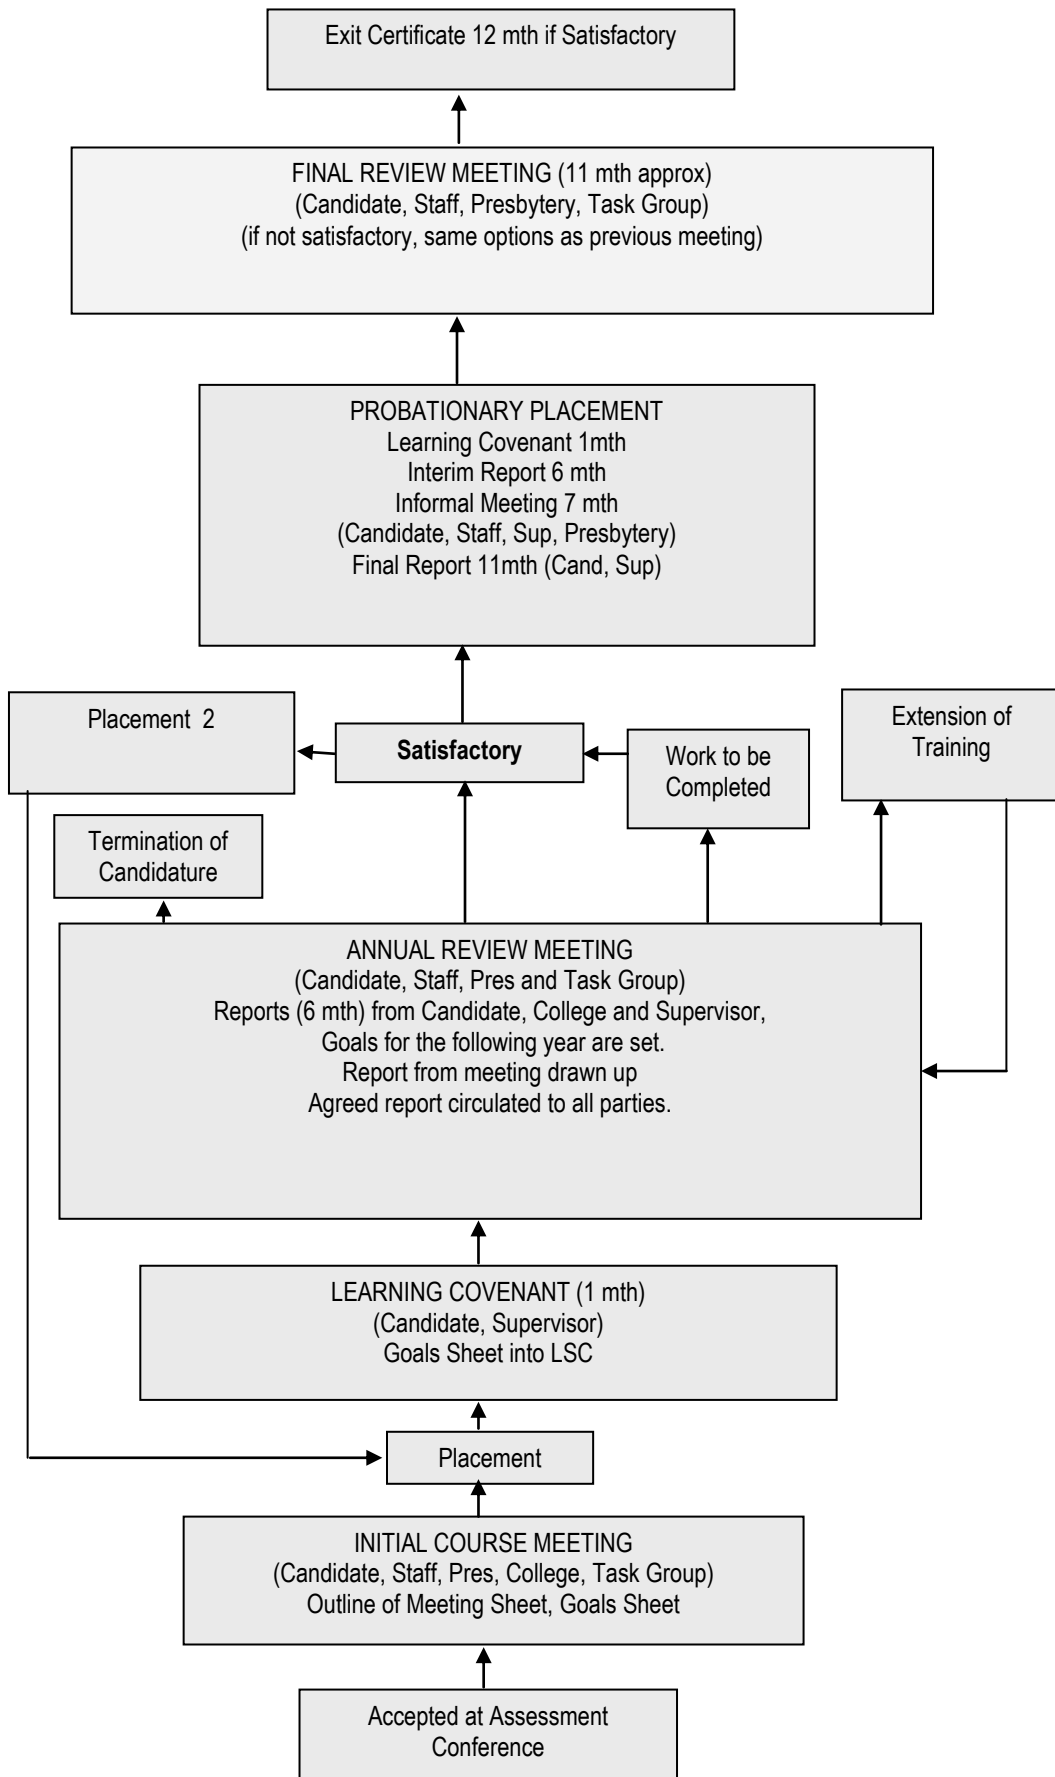 Exit Certificate 12 mth if Satisfactory
FINAL REVIEW MEETING (11 mth approx)
(Candidate, Staff, Presbytery, Task Group)
(if not satisfactory, same options as previous meeting)
PROBATIONARY PLACEMENT
Learning Covenant 1mth
Interim Report 6 mth
Informal Meeting 7 mth
(Candidate, Staff, Sup, Presbytery)
Final Report 11mth (Cand, Sup)
Placement 2
Satisfactory
Work to be
Completed
Extension of
Training
Termination of
Candidature
ANNUAL REVIEW MEETING
(Candidate, Staff, Pres and Task Group)
Reports (6 mth) from Candidate, College and Supervisor,
Goals for the following year are set.
Report from meeting drawn up
Agreed report circulated to all parties.
LEARNING COVENANT (1 mth)
(Candidate, Supervisor)
Goals Sheet into LSC
Placement
INITIAL COURSE MEETING
(Candidate, Staff, Pres, College, Task Group)
Outline of Meeting Sheet, Goals Sheet
Accepted at Assessment
Conference